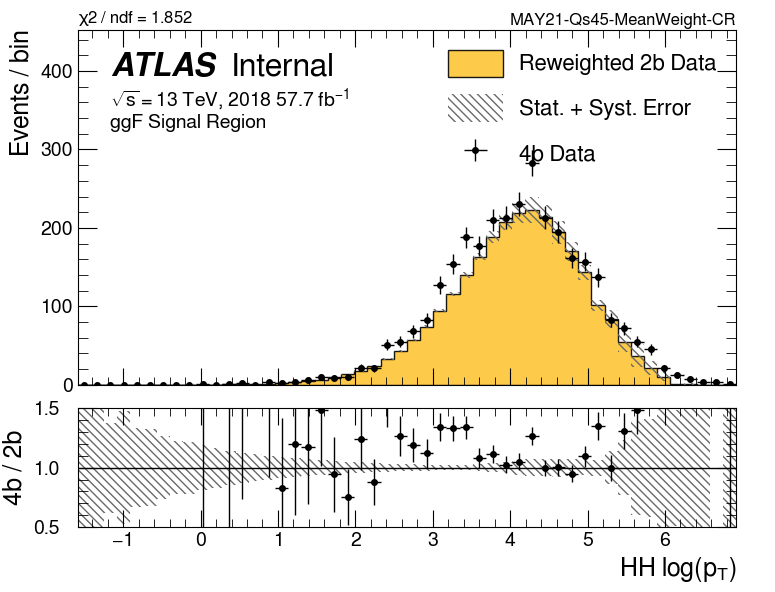 χ2 / ndf = 1.852
MAY21-Qs45-MeanWeight-CR
Events / bin
400
300
200
100
0
ATLAS Internal
√s = 13 TeV, 2018 57.7 fb−1
ggF Signal Region
Reweighted 2b Data
Stat. + Syst. Error
4b Data
4b / 2b
1.5
1.0
0.5
−1 0 1 2 3 4 5 6
HH log(pT)